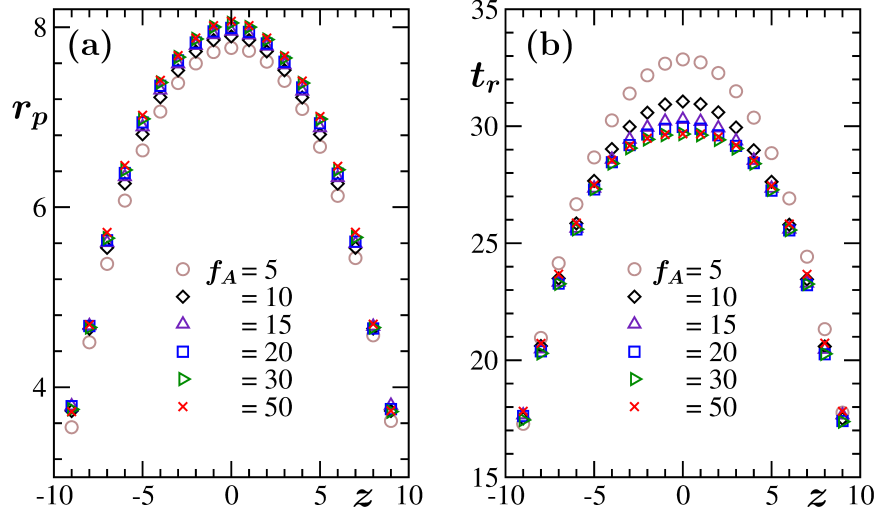 (a)
r_p
8
6
4
-10 -5 0 5 10
z
f_A = 5
= 10
= 15
= 20
= 30
= 50
(b)
t_r
35
30
25
20
15
-10 -5 0 5 10
z
f_A = 5
= 10
= 15
= 20
= 30
= 50